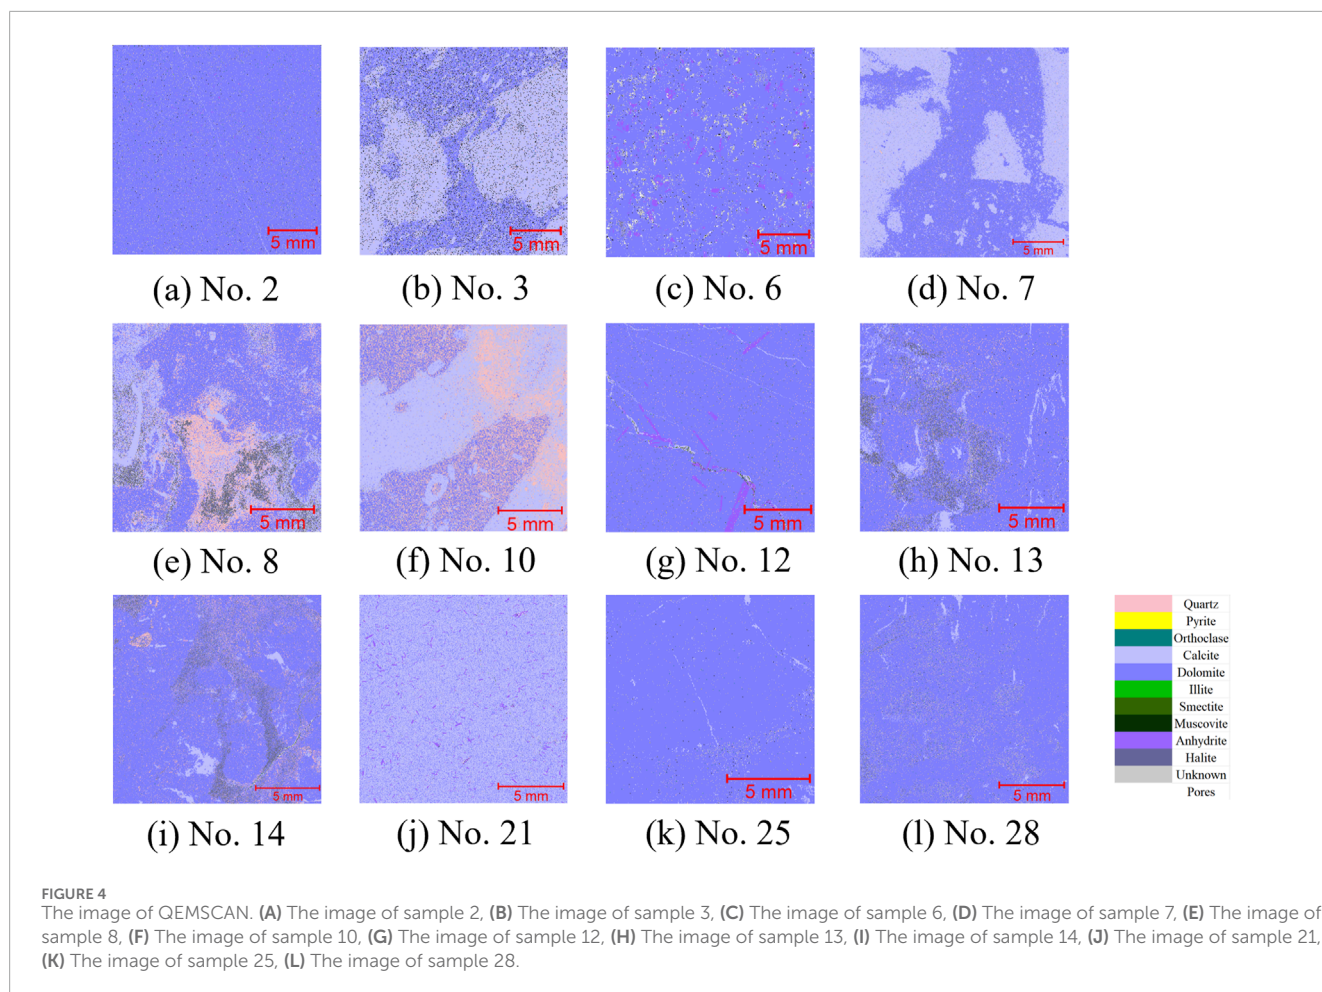 5 mm
5 mm
5 mm
5 mm
(a) No. 2
(b) No. 3
(c) No. 6
(d) No. 7
5 mm
5 mm
5 mm
5 mm
(e) No. 8
(f) No. 10
(g) No. 12
(h) No. 13
5 mm
5 mm
5 mm
5 mm
(i) No. 14
(j) No. 21
(k) No. 25
(l) No. 28
Quartz
Pyrite
Orthoclase
Calcite
Dolomite
Illite
Smectite
Muscovite
Anhydrite
Halite
Unknown
Pores
FIGURE 4
The image of QEMSCAN. (A) The image of sample 2, (B) The image of sample 3, (C) The image of sample 6, (D) The image of sample 7, (E) The image of
sample 8, (F) The image of sample 10, (G) The image of sample 12, (H) The image of sample 13, (I) The image of sample 14, (J) The image of sample 21,
(K) The image of sample 25, (L) The image of sample 28.